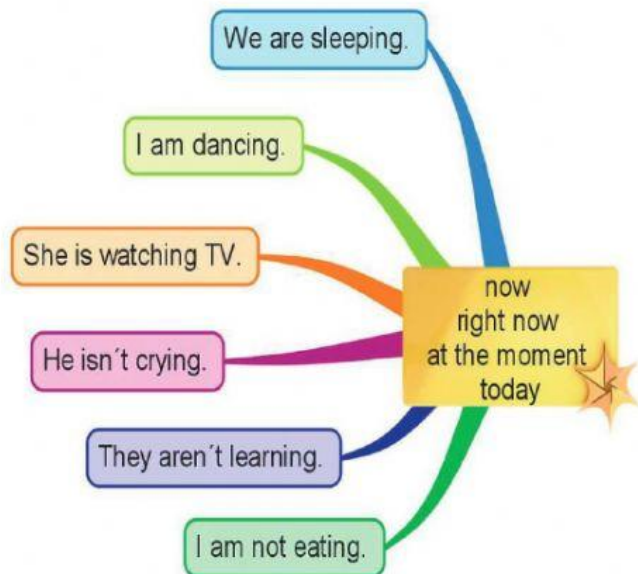 We are sleeping.
I am dancing.
She is watching TV.
He isn´t crying.
They aren´t learning.
I am not eating.
now
right now
at the moment
today